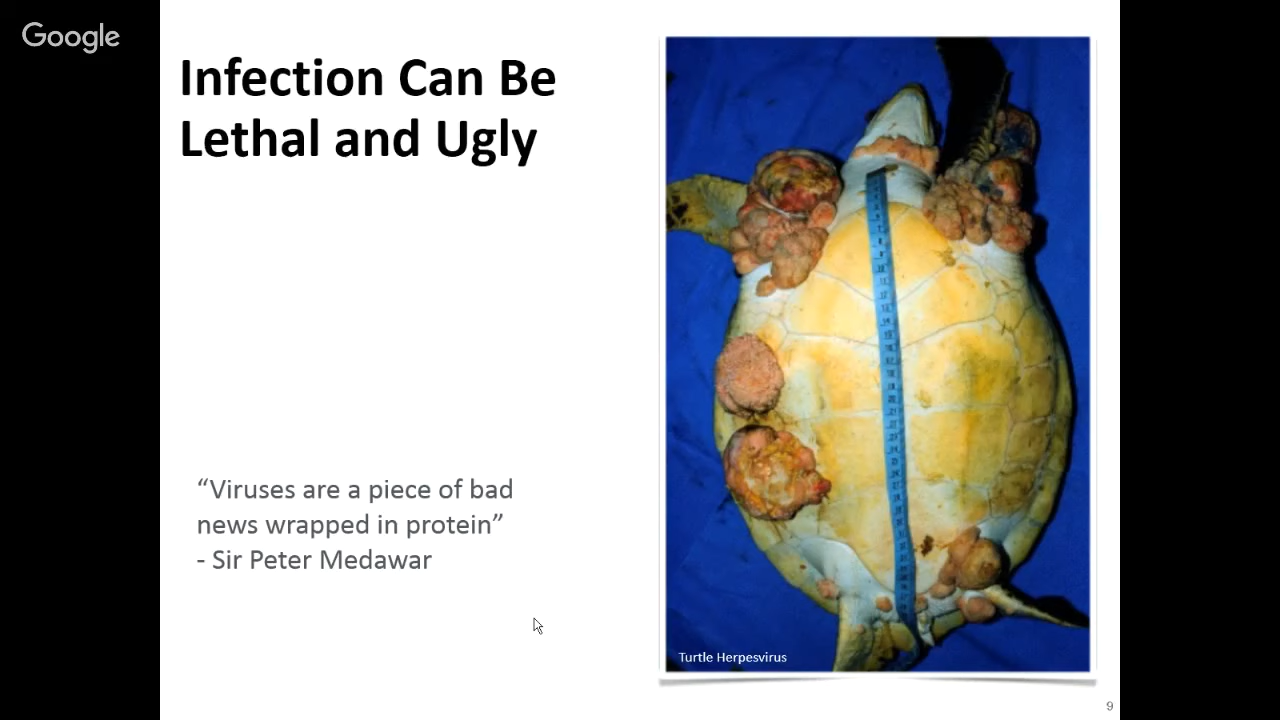 Google
Infection Can Be
Lethal and Ugly
“Viruses are a piece of bad
news wrapped in protein”
- Sir Peter Medawar
Turtle Herpesvirus
9